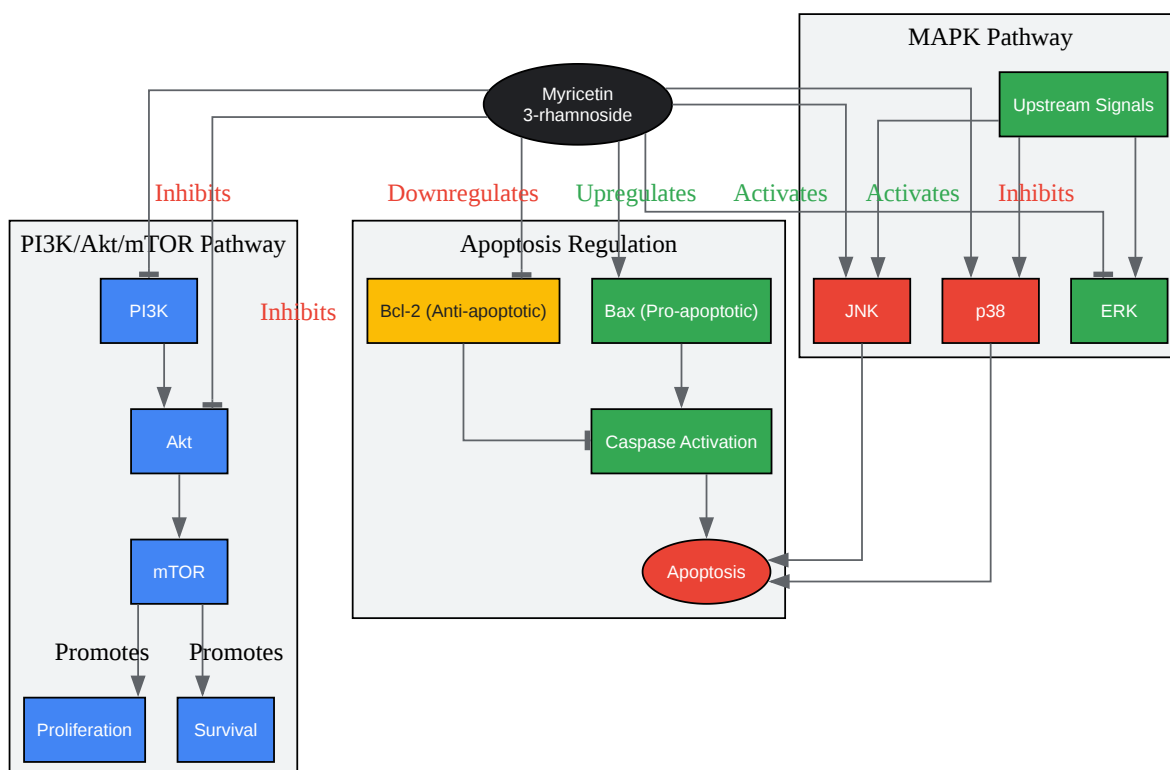 MAPK Pathway
Myricetin
3-rhamnoside
Upstream Signals
Inhibits
Downregulates
Upregulates
Activates
Activates
Inhibits
PI3K/Akt/mTOR Pathway
Apoptosis Regulation
PI3K
Inhibits
Bcl-2 (Anti-apoptotic)
Bax (Pro-apoptotic)
JNK
p38
ERK
Akt
Caspase Activation
mTOR
Apoptosis
Promotes
Promotes
Proliferation
Survival